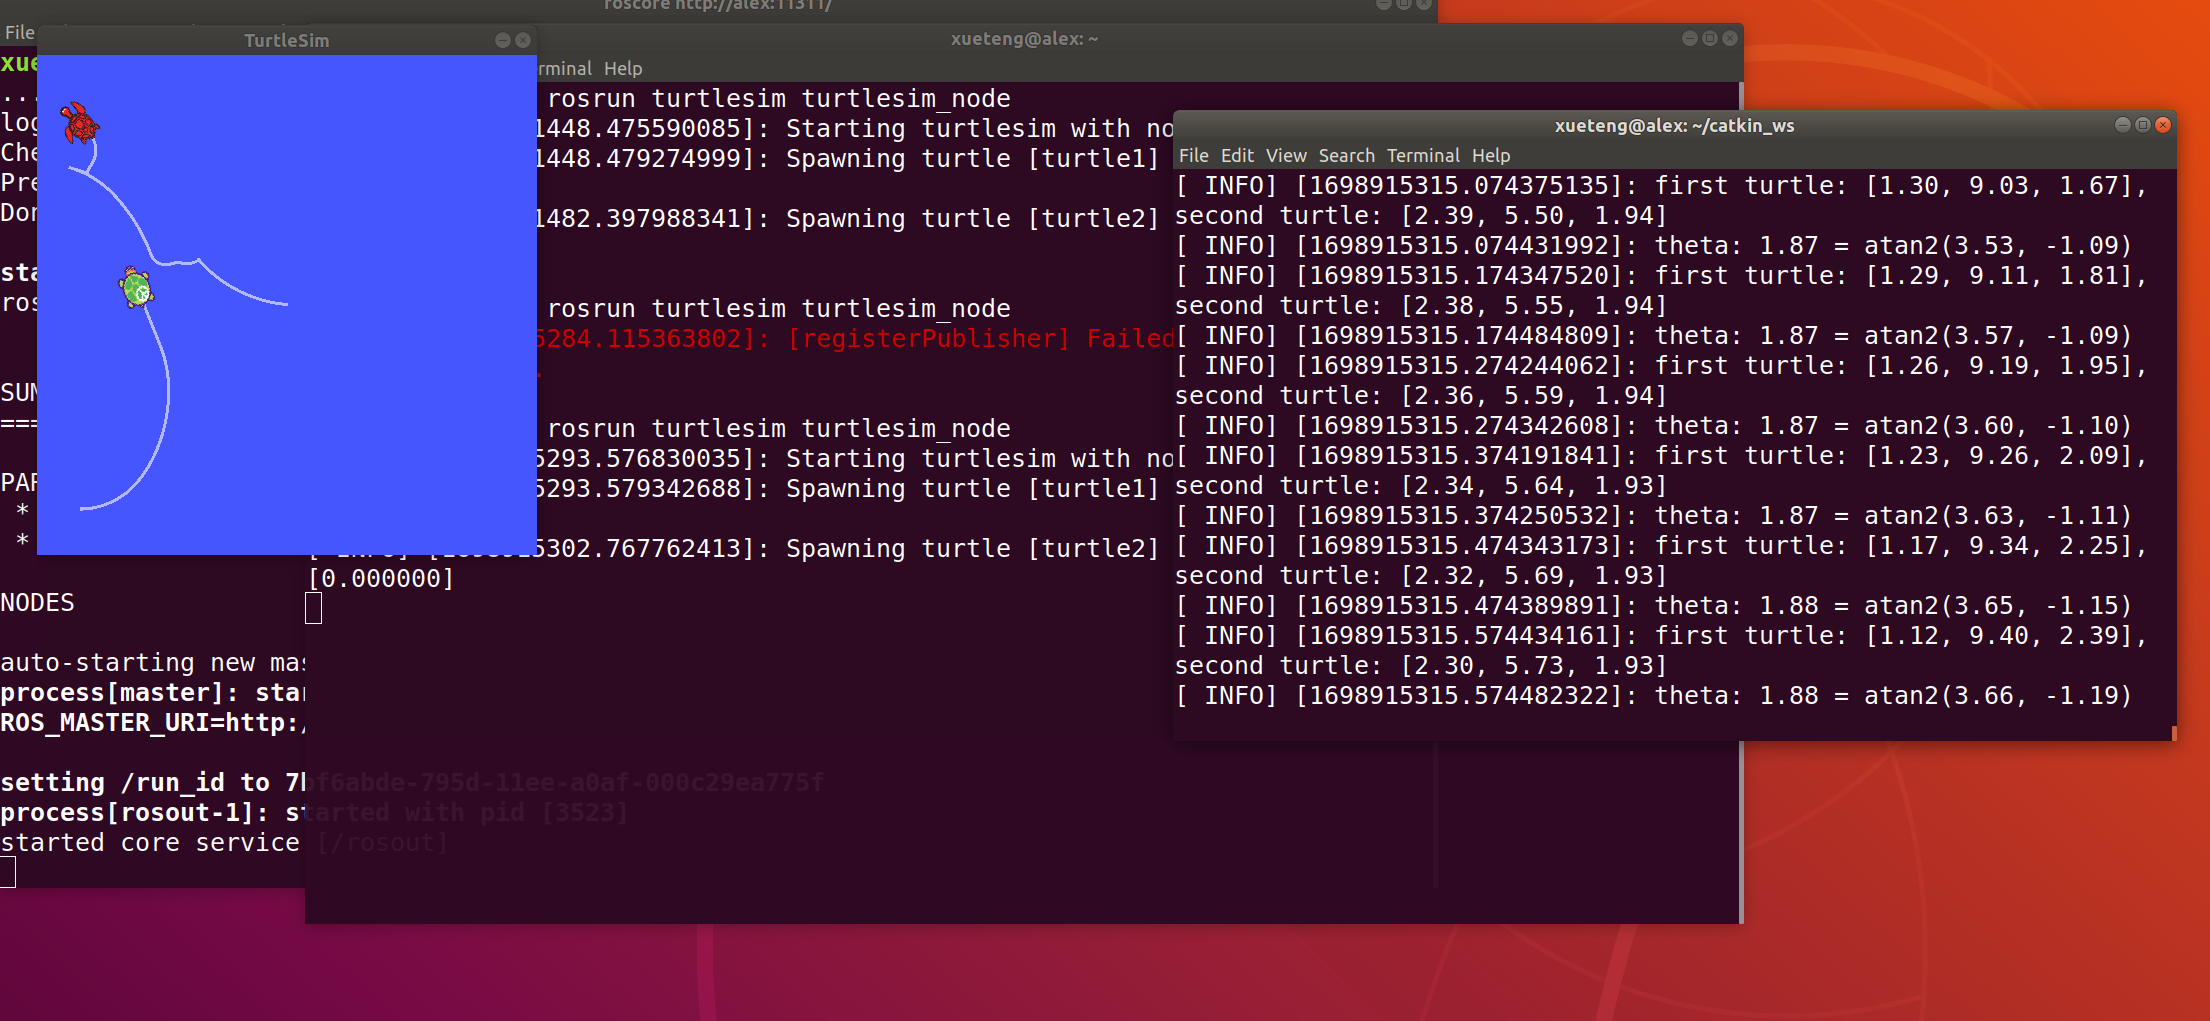 roscore http://alex:11311/
File
xue
...
log
Che
Pre
Don
sta
ros
SUM
===
PAR
*
*
NODES
auto-starting new mas
process[master]: star
ROS_MASTER_URI=http:/
setting /run_id to 7bf6abde-795d-11ee-a0af-000c29ea775f
process[rosout-1]: started with pid [3523]
started core service [/rosout]
TurtleSim
xueteng@alex: ~
rminal Help
rosrun turtlesim turtlesim_node
1448.475590085]: Starting turtlesim with no
1448.479274999]: Spawning turtle [turtle1]
1482.397988341]: Spawning turtle [turtle2]
rosrun turtlesim turtlesim_node
5284.115363802]: [registerPublisher] Failed
.
rosrun turtlesim turtlesim_node
5293.576830035]: Starting turtlesim with no
5293.579342688]: Spawning turtle [turtle1]
5302.767762413]: Spawning turtle [turtle2]
[0.000000]
xueteng@alex: ~/catkin_ws
File Edit View Search Terminal Help
[ INFO] [1698915315.074375135]: first turtle: [1.30, 9.03, 1.67],
second turtle: [2.39, 5.50, 1.94]
[ INFO] [1698915315.074431992]: theta: 1.87 = atan2(3.53, -1.09)
[ INFO] [1698915315.174347520]: first turtle: [1.29, 9.11, 1.81],
second turtle: [2.38, 5.55, 1.94]
[ INFO] [1698915315.174484809]: theta: 1.87 = atan2(3.57, -1.09)
[ INFO] [1698915315.274244062]: first turtle: [1.26, 9.19, 1.95],
second turtle: [2.36, 5.59, 1.94]
[ INFO] [1698915315.274342608]: theta: 1.87 = atan2(3.60, -1.10)
[ INFO] [1698915315.374191841]: first turtle: [1.23, 9.26, 2.09],
second turtle: [2.34, 5.64, 1.93]
[ INFO] [1698915315.374250532]: theta: 1.87 = atan2(3.63, -1.11)
[ INFO] [1698915315.474343173]: first turtle: [1.17, 9.34, 2.25],
second turtle: [2.32, 5.69, 1.93]
[ INFO] [1698915315.474389891]: theta: 1.88 = atan2(3.65, -1.15)
[ INFO] [1698915315.574434161]: first turtle: [1.12, 9.40, 2.39],
second turtle: [2.30, 5.73, 1.93]
[ INFO] [1698915315.574482322]: theta: 1.88 = atan2(3.66, -1.19)